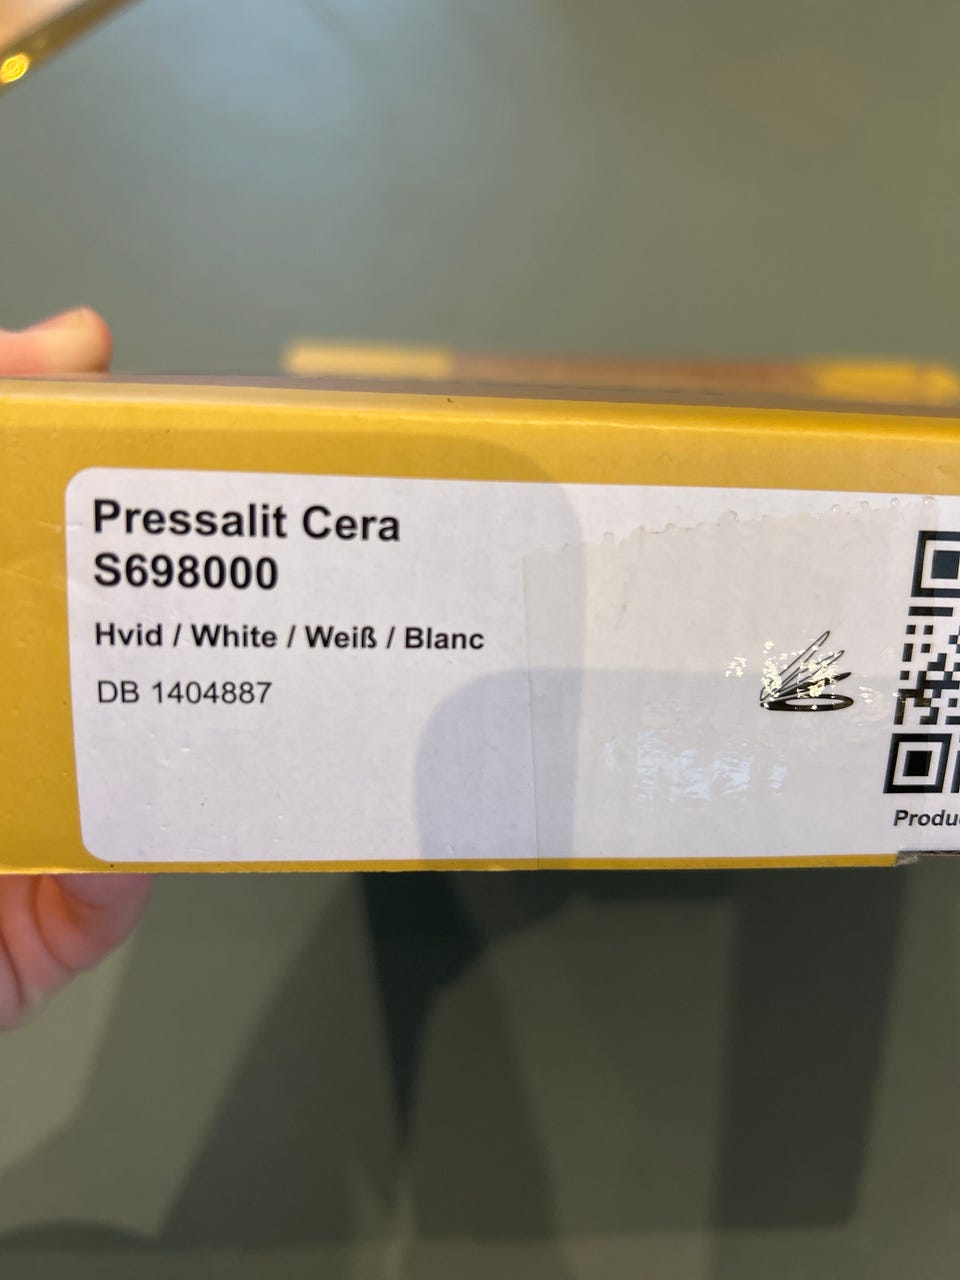 Pressalit Cera
S698000
Hvid / White / Weiß / Blanc
DB 1404887